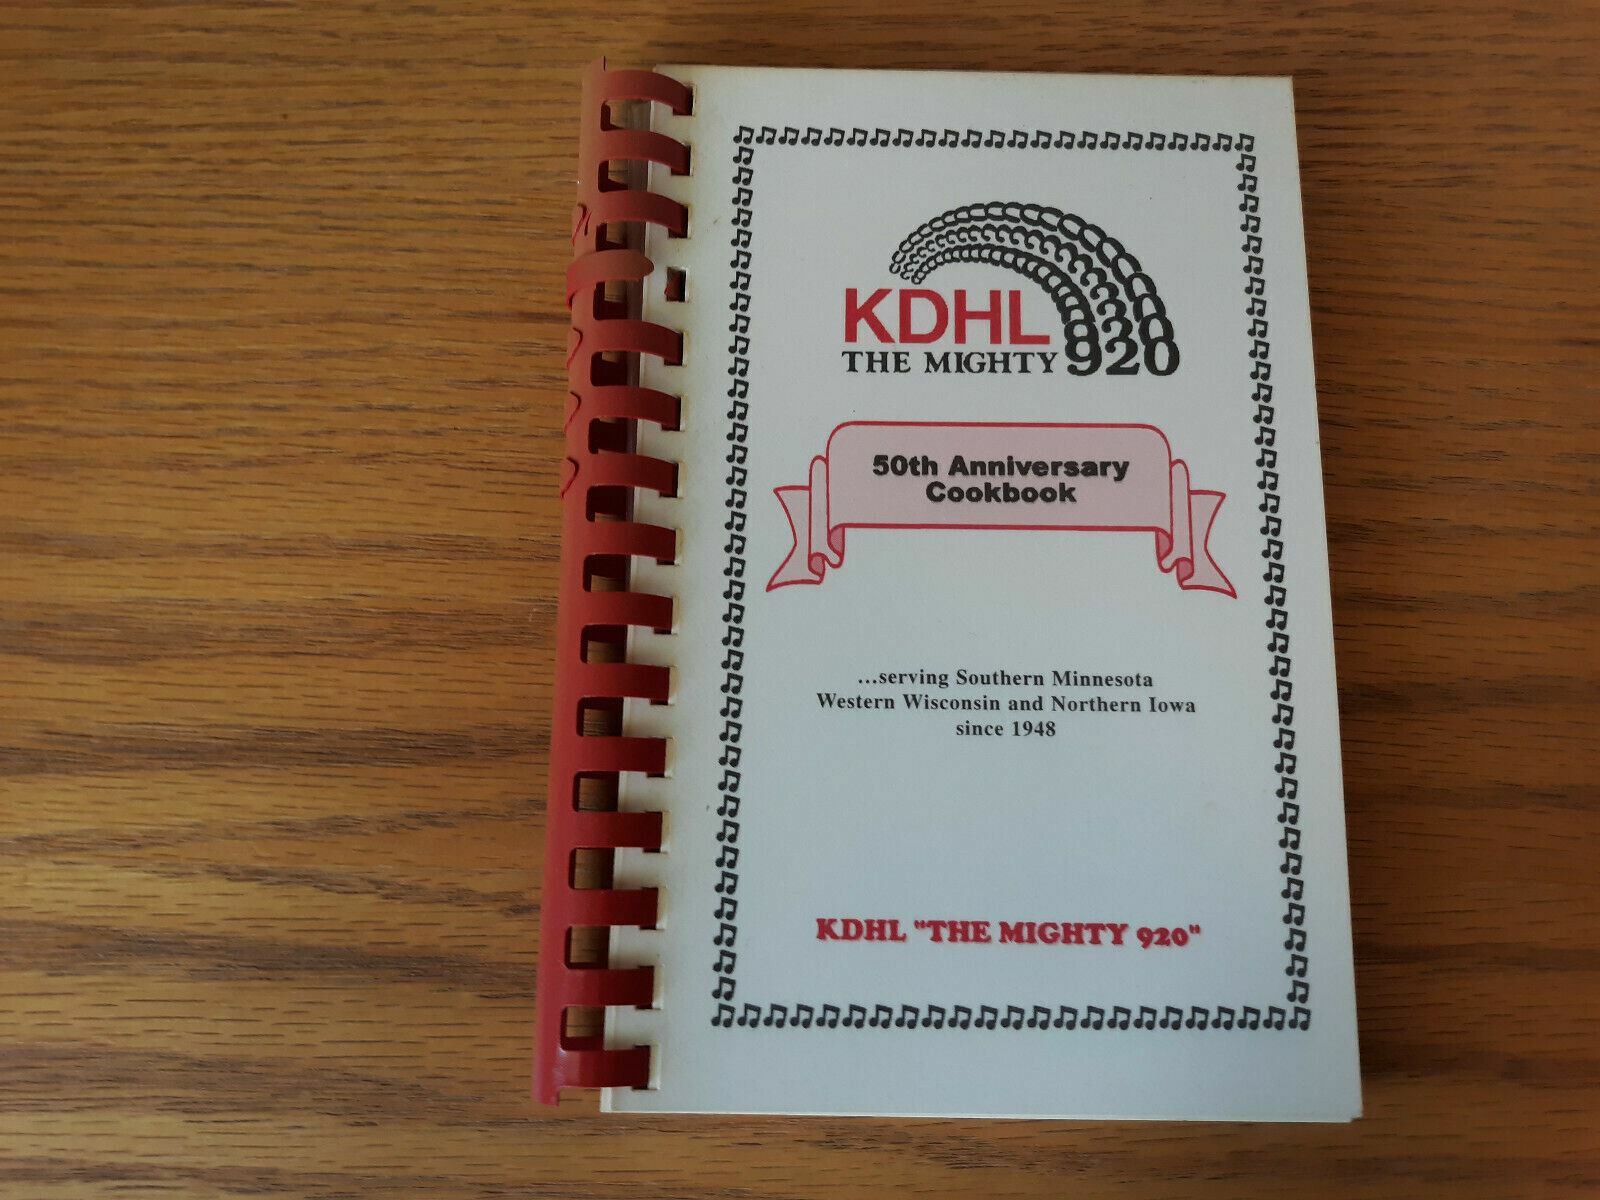 KDHL
THE MIGHTY 920
50th Anniversary
Cookbook
...serving Southern Minnesota
Western Wisconsin and Northern Iowa
since 1948
KDHL "THE MIGHTY 920"